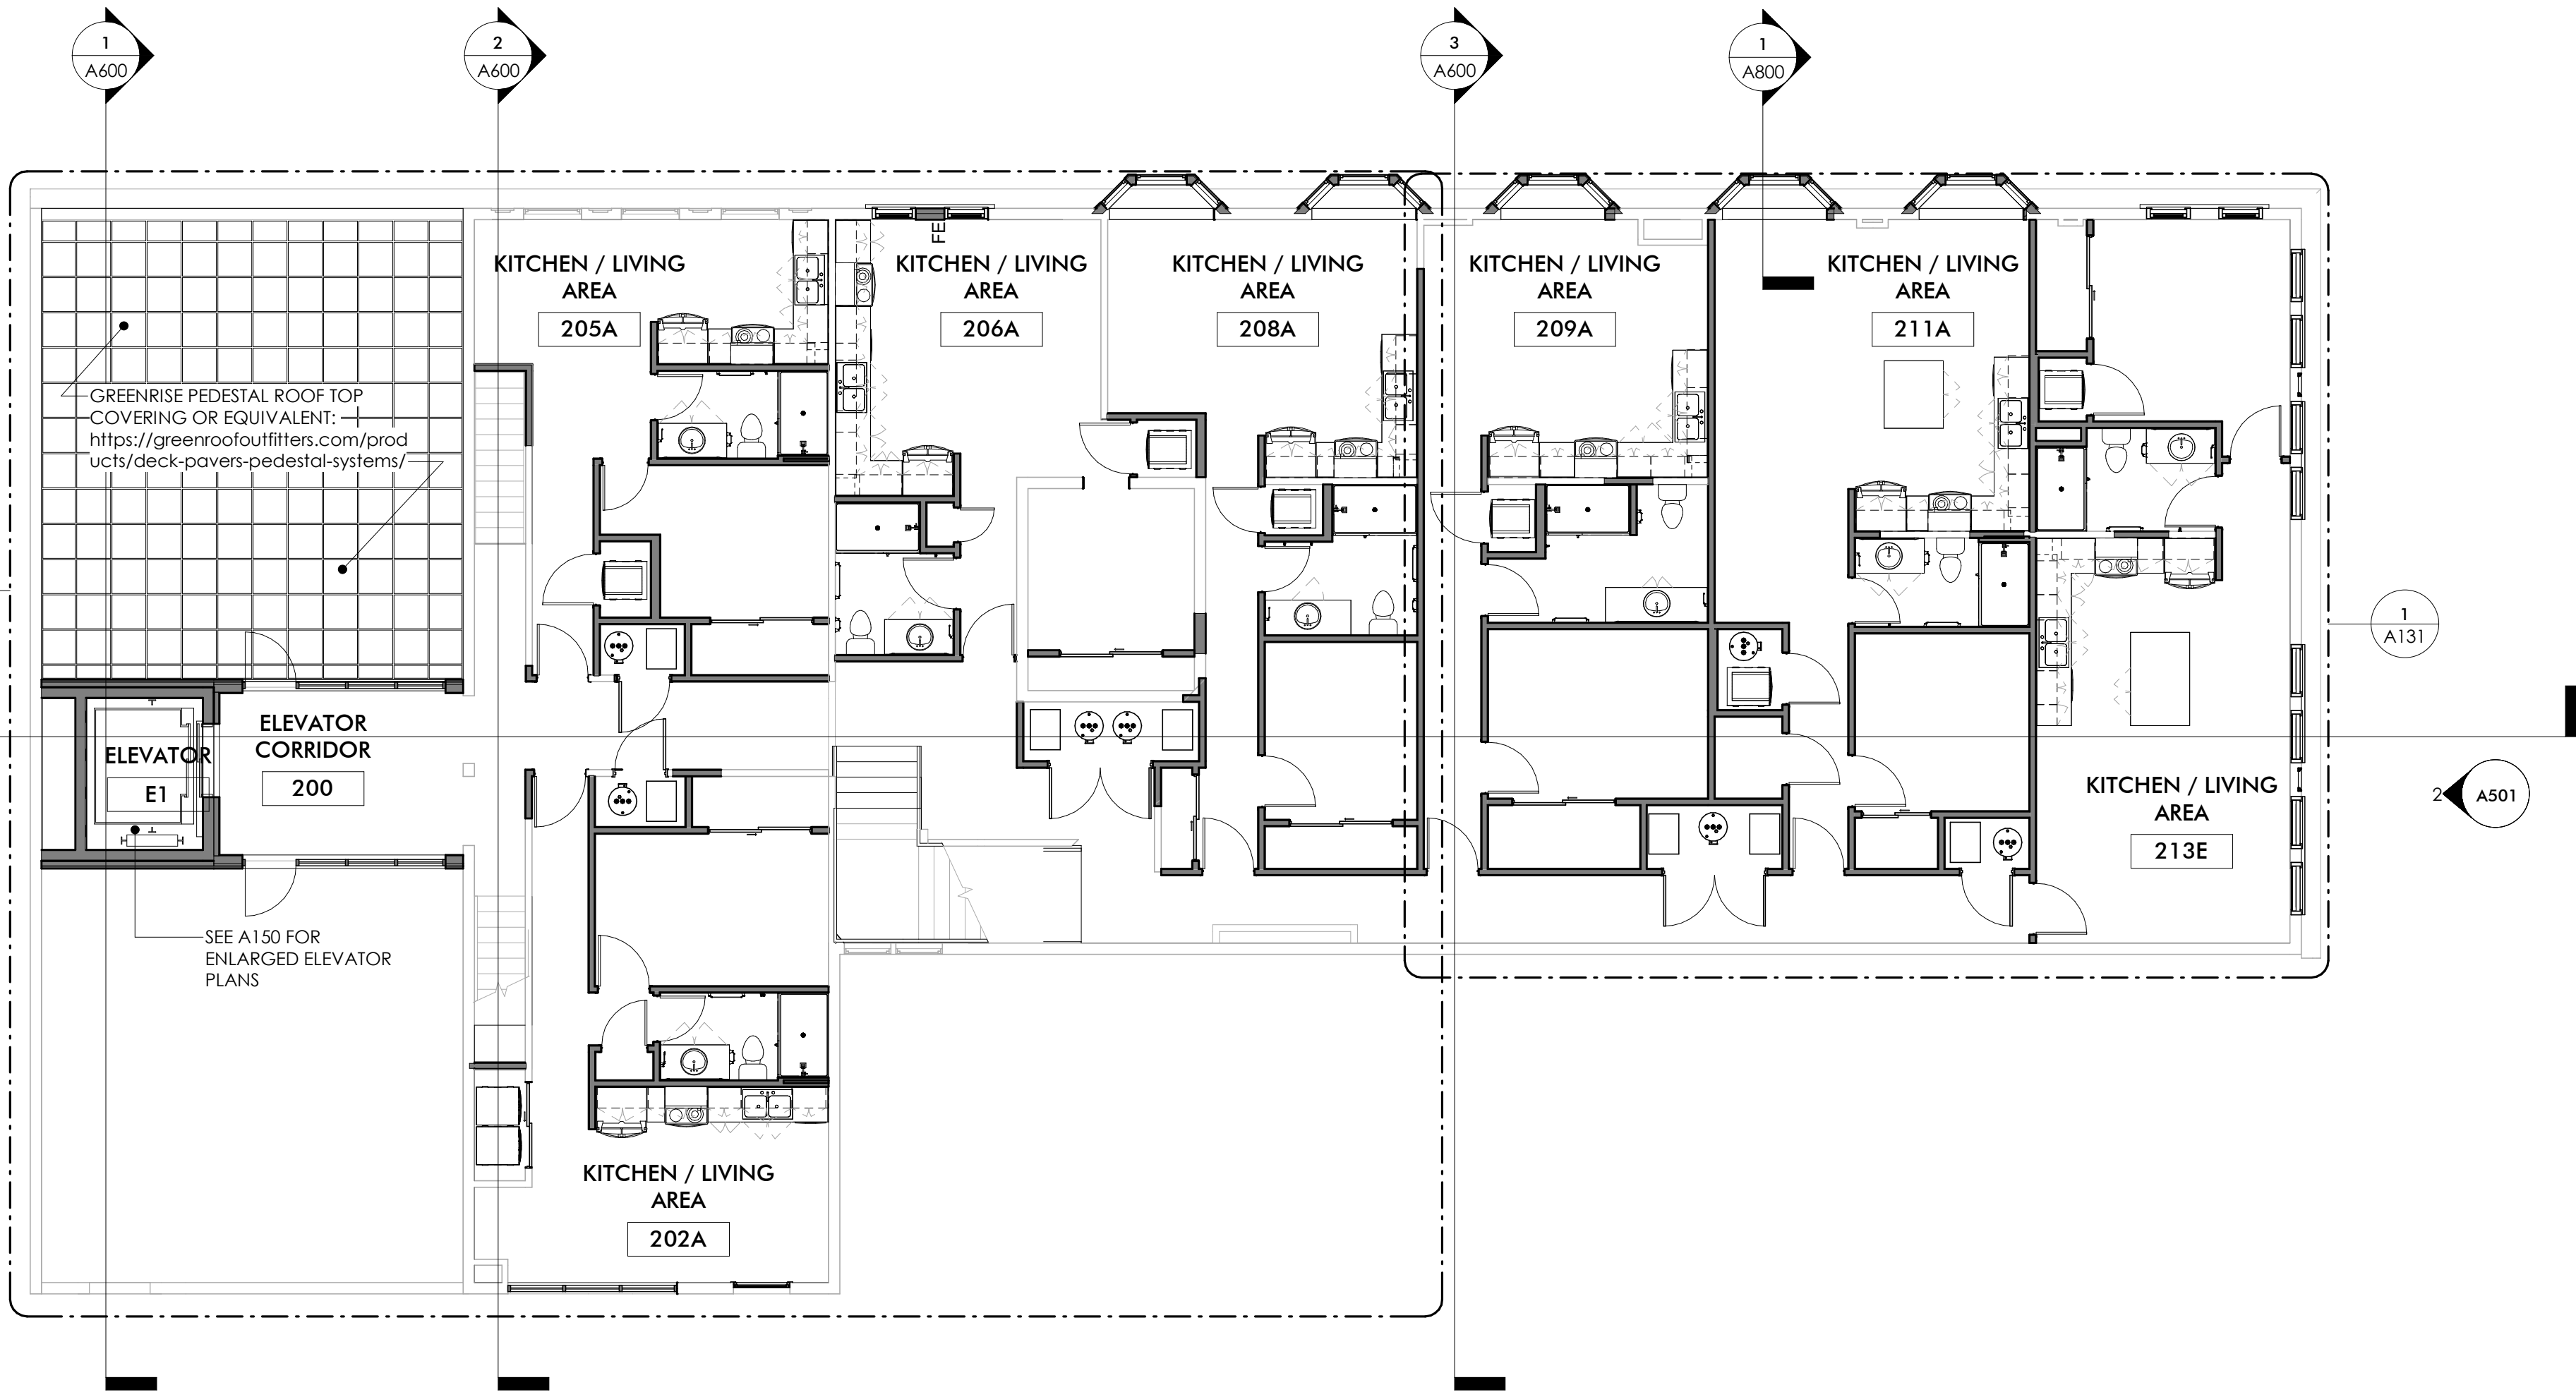 1
A600
2
A600
3
A600
1
A800
FE
KITCHEN / LIVING
AREA
205A
KITCHEN / LIVING
AREA
206A
KITCHEN / LIVING
AREA
208A
KITCHEN / LIVING
AREA
209A
KITCHEN / LIVING
AREA
211A
GREENRISE PEDESTAL ROOF TOP
COVERING OR EQUIVALENT:
https://greenroofoutfitters.com/prod
ucts/deck-pavers-pedestal-systems/
1
A131
ELEVATOR
E1
ELEVATOR
CORRIDOR
200
KITCHEN / LIVING
AREA
213E
2
A501
SEE A150 FOR
ENLARGED ELEVATOR
PLANS
KITCHEN / LIVING
AREA
202A